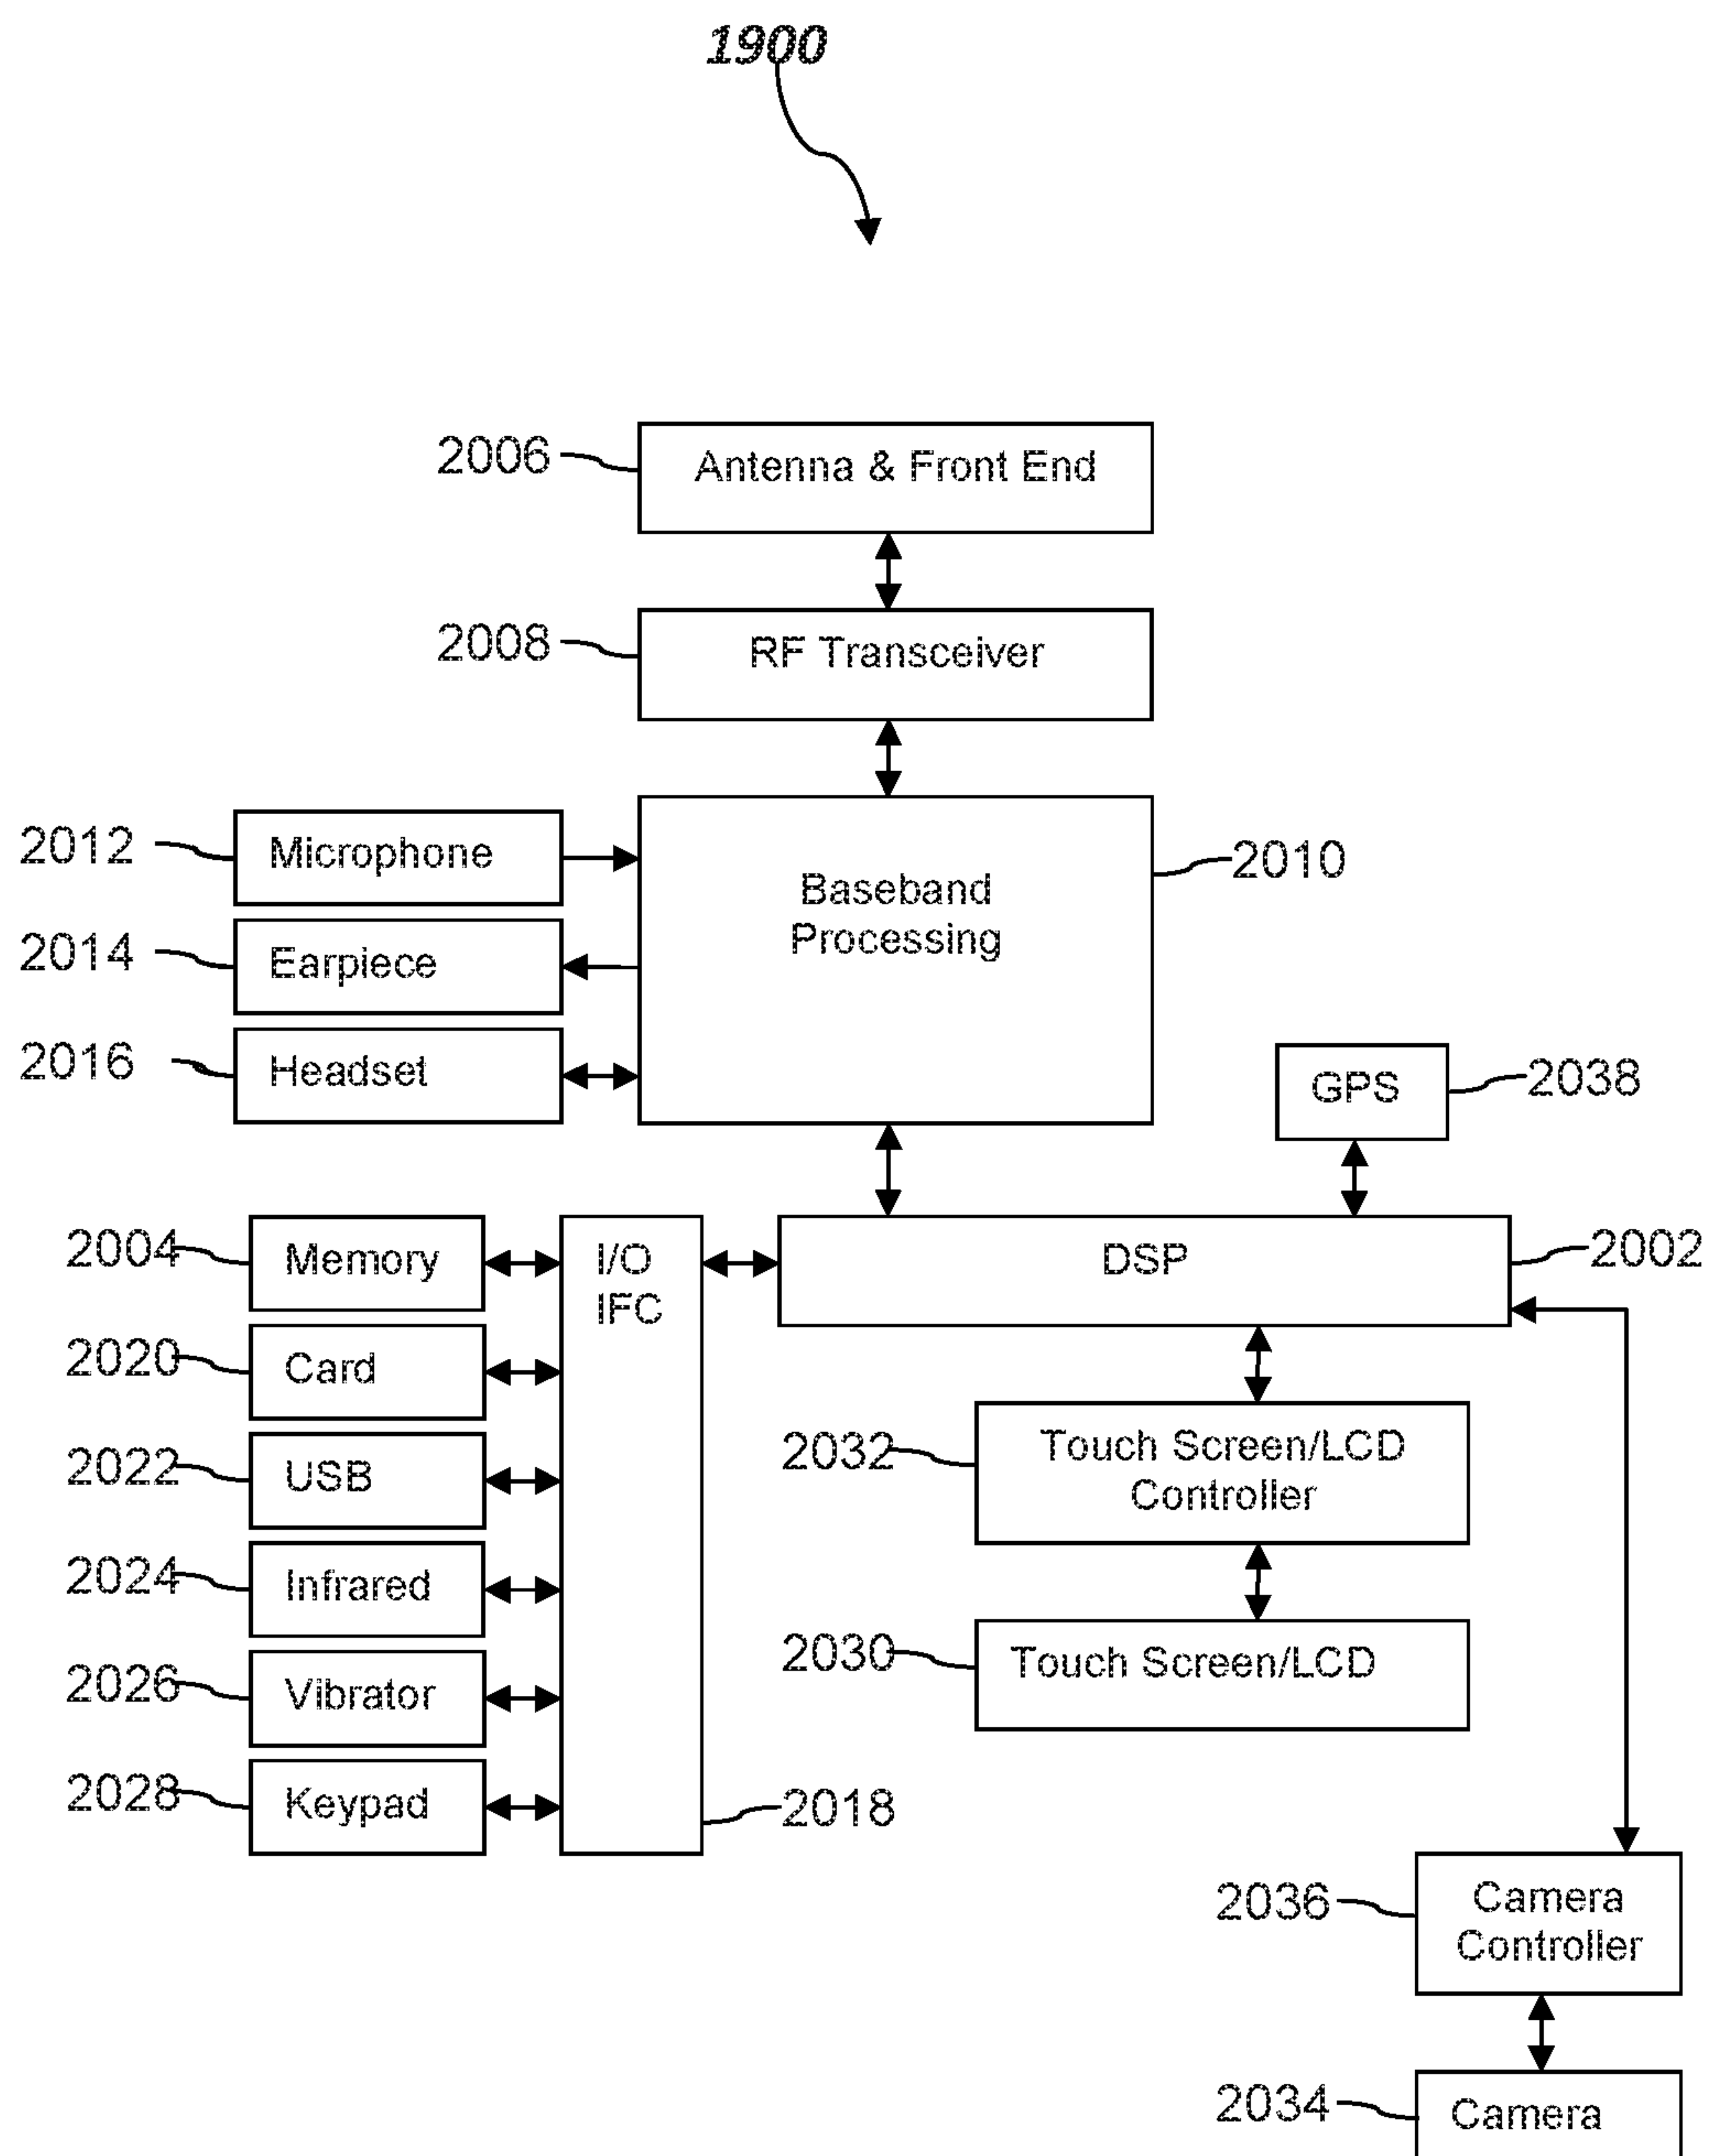 1900
2006
Antenna & Front End
2008
RF Transceiver
2012
Microphone
2010
Baseband
Processing
2014
Earpiece
2016
Headset
GPS
2038
2004
Memory
I/O
IFC
DSP
2002
2020
Card
2022
USB
2032
Touch Screen/LCD
Controller
2024
Infrared
2030
Touch Screen/LCD
2026
Vibrator
2028
Keypad
2018
2036
Camera
Controller
2034
Camera